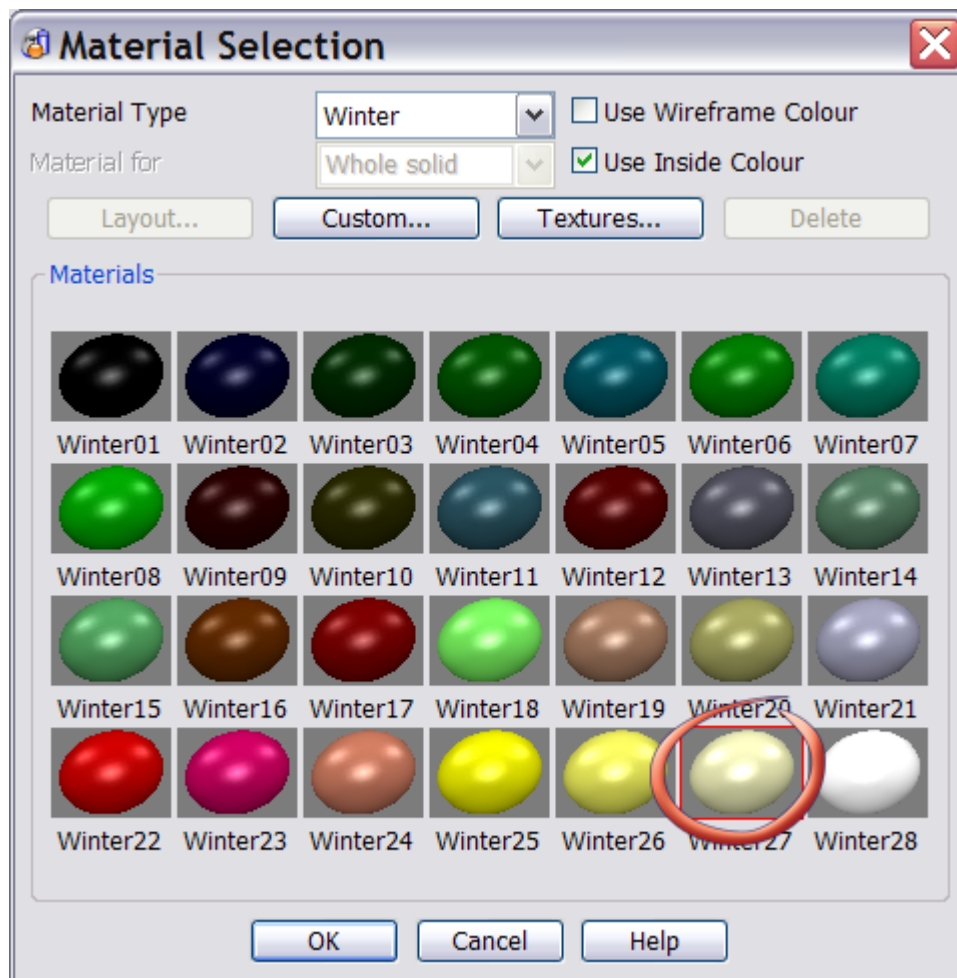 Material Selection
Material Type Winter Use Wireframe Colour
Material for Whole solid Use Inside Colour
Layout... Custom... Textures... Delete
Materials
Winter01 Winter02 Winter03 Winter04 Winter05 Winter06 Winter07
Winter08 Winter09 Winter10 Winter11 Winter12 Winter13 Winter14
Winter15 Winter16 Winter17 Winter18 Winter19 Winter20 Winter21
Winter22 Winter23 Winter24 Winter25 Winter26 Winter27 Winter28
OK Cancel Help